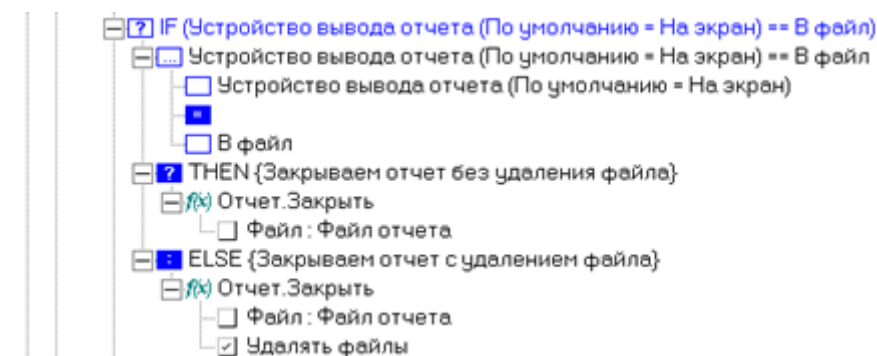 ? IF (Устройство вывода отчета (По умолчанию = На экран) == В файл)
... Устройство вывода отчета (По умолчанию = На экран) == В файл
Устройство вывода отчета (По умолчанию = На экран)
=
В файл
? THEN {Закрываем отчет без удаления файла}
f(x) Отчет.Закрыть
Файл : Файл отчета
: ELSE {Закрываем отчет с удалением файла}
f(x) Отчет.Закрыть
Файл : Файл отчета
Удалять файлы